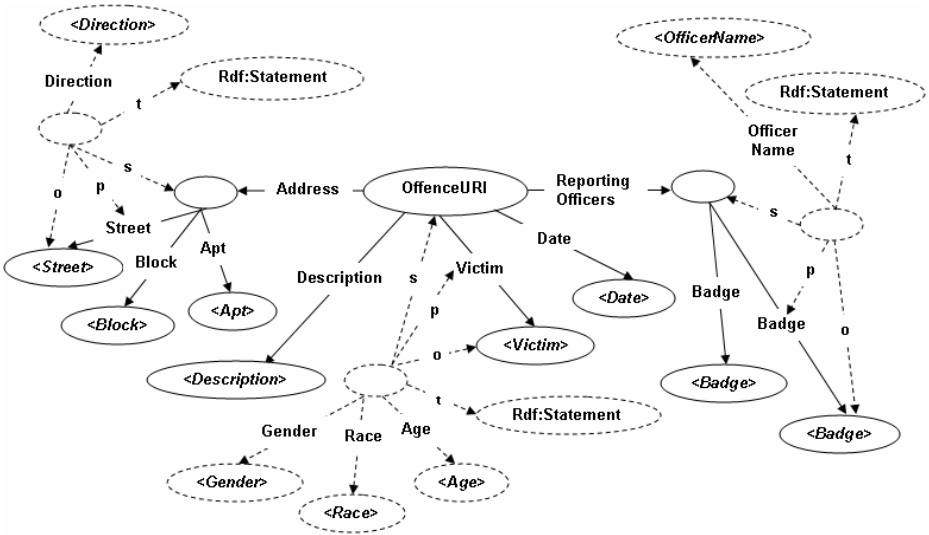 <Direction>
<OfficerName>
Direction
t
Rdf:Statement
Rdf:Statement
Officer
Name
t
s
o
p
Address
OffenceURI
Reporting
Officers
s
Street
Block
Apt
Date
<Street>
Description
s
Victim
p
Badge
p
<Block>
<Apt>
p
<Date>
Badge
o
<Victim>
o
<Description>
<Badge>
t
Rdf:Statement
Gender
Race
Age
<Badge>
<Gender>
<Age>
<Race>